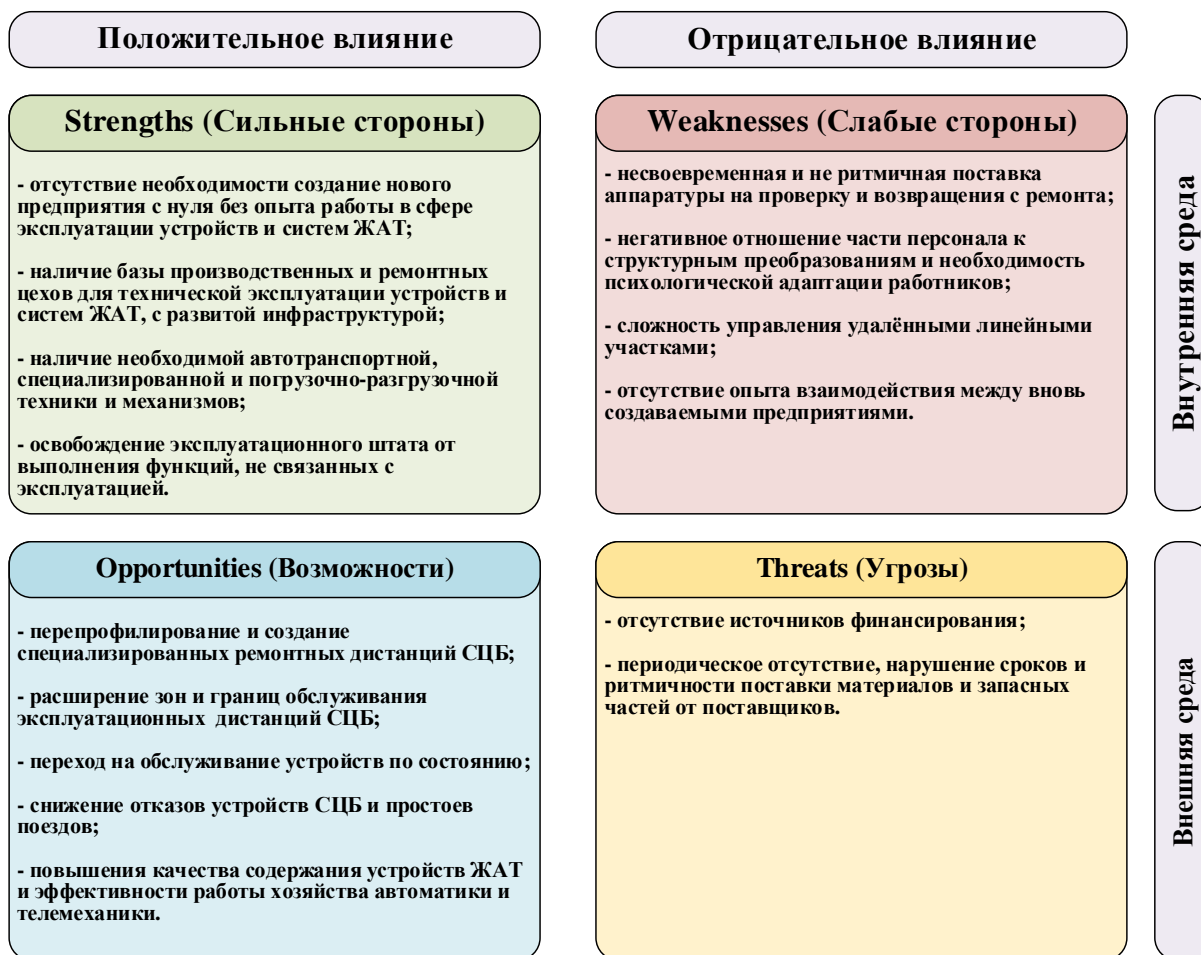 Положительное влияние
Отрицательное влияние
Strengths (Сильные стороны)
- отсутствие необходимости создание нового
предприятия с нуля без опыта работы в сфере
эксплуатации устройств и систем ЖАТ;
- наличие базы производственных и ремонтных
цехов для технической эксплуатации устройств и
систем ЖАТ, с развитой инфраструктурой;
- наличие необходимой автотранспортной,
специализированной и погрузочно-разгрузочной
техники и механизмов;
- освобождение эксплуатационного штата от
выполнения функций, не связанных с
эксплуатацией.
Weaknesses (Слабые стороны)
- несвоевременная и не ритмичная поставка
аппаратуры на проверку и возвращения с ремонта;
- негативное отношение части персонала к
структурным преобразованиям и необходимость
психологической адаптации работников;
- сложность управления удалёнными линейными
участками;
- отсутствие опыта взаимодействия между вновь
создаваемыми предприятиями.
Внутренняя среда
Opportunities (Возможности)
- перепрофилирование и создание
специализированных ремонтных дистанций СЦБ;
- расширение зон и границ обслуживания
эксплуатационных дистанций СЦБ;
- переход на обслуживание устройств по состоянию;
- снижение отказов устройств СЦБ и простоев
поездов;
- повышения качества содержания устройств ЖАТ
и эффективности работы хозяйства автоматики и
телемеханики.
Threats (Угрозы)
- отсутствие источников финансирования;
- периодическое отсутствие, нарушение сроков и
ритмичности поставки материалов и запасных
частей от поставщиков.
Внешняя среда